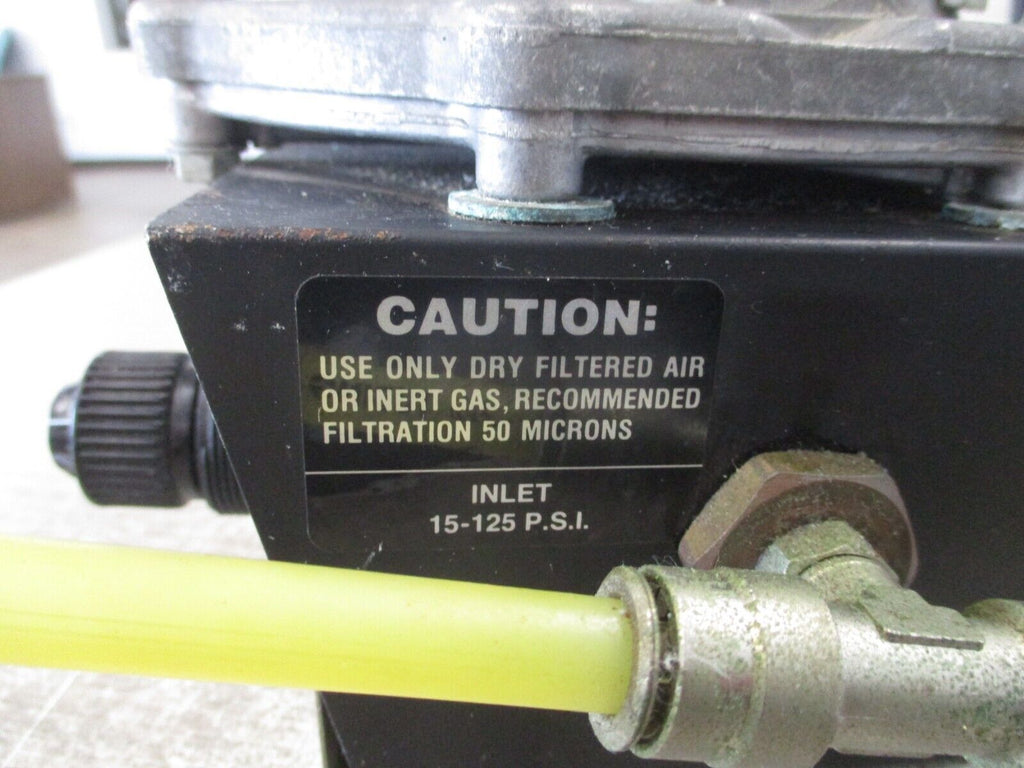 CAUTION:
USE ONLY DRY FILTERED AIR
OR INERT GAS, RECOMMENDED
FILTRATION 50 MICRONS
INLET
15-125 P.S.I.